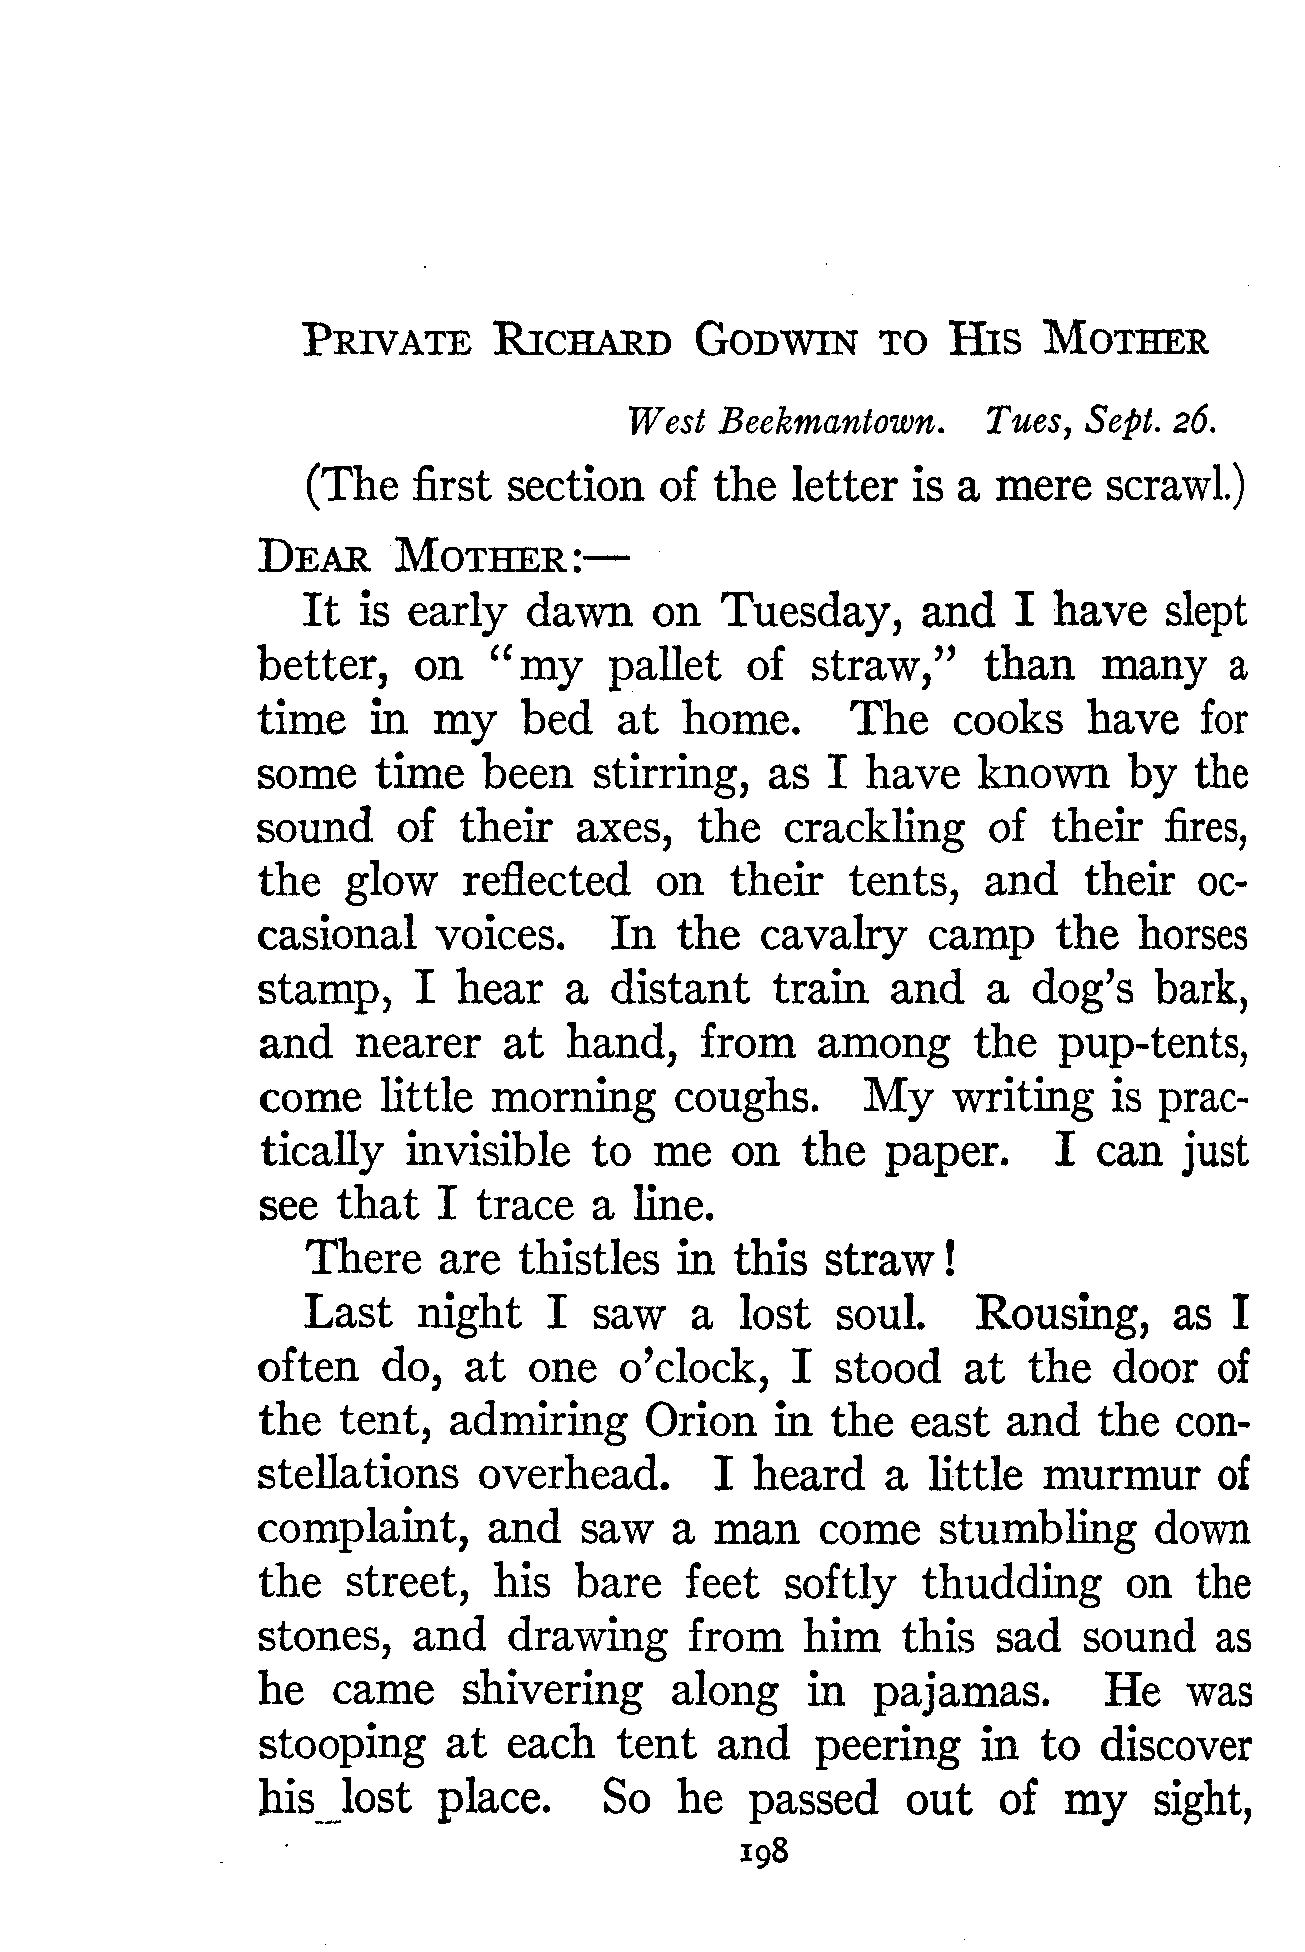 PRIVATE RICHARD GODWIN TO HIS MOTHER
West Beekmantown. Tues, Sept. 26.
(The first section of the letter is a mere scrawl.)
DEAR MOTHER:—
It is early dawn on Tuesday, and I have slept
better, on “my pallet of straw,” than many a
time in my bed at home. The cooks have for
some time been stirring, as I have known by the
sound of their axes, the crackling of their fires,
the glow reflected on their tents, and their oc-
casional voices. In the cavalry camp the horses
stamp, I hear a distant train and a dog’s bark,
and nearer at hand, from among the pup-tents,
come little morning coughs. My writing is prac-
tically invisible to me on the paper. I can just
see that I trace a line.
There are thistles in this straw!
Last night I saw a lost soul. Rousing, as I
often do, at one o’clock, I stood at the door of
the tent, admiring Orion in the east and the con-
stellations overhead. I heard a little murmur of
complaint, and saw a man come stumbling down
the street, his bare feet softly thudding on the
stones, and drawing from him this sad sound as
he came shivering along in pajamas. He was
stooping at each tent and peering in to discover
his lost place. So he passed out of my sight,
198